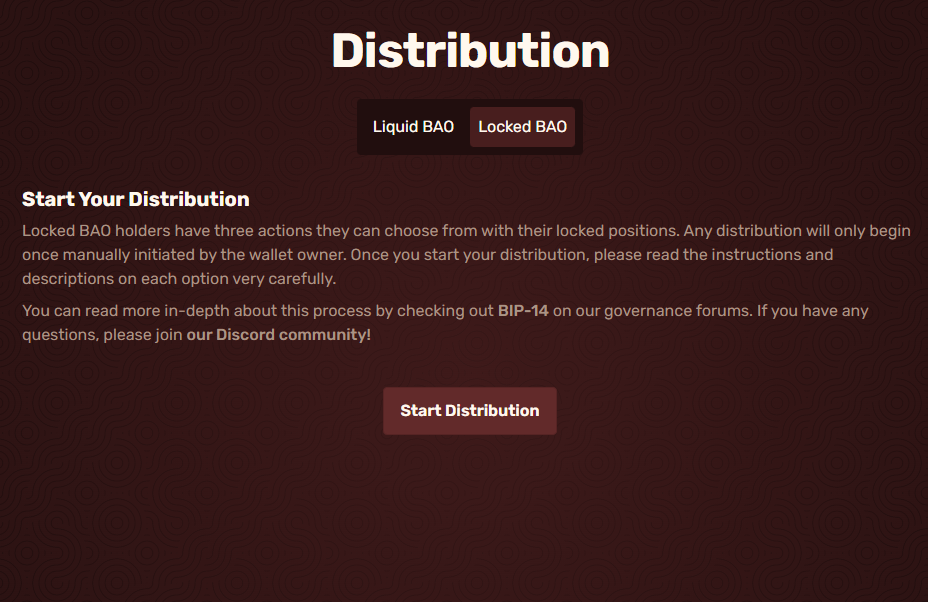 Distribution
Liquid BAO
Locked BAO
Start Your Distribution
Locked BAO holders have three actions they can choose from with their locked positions. Any distribution will only begin
once manually initiated by the wallet owner. Once you start your distribution, please read the instructions and
descriptions on each option very carefully.
You can read more in-depth about this process by checking out BIP-14 on our governance forums. If you have any
questions, please join our Discord community!
Start Distribution